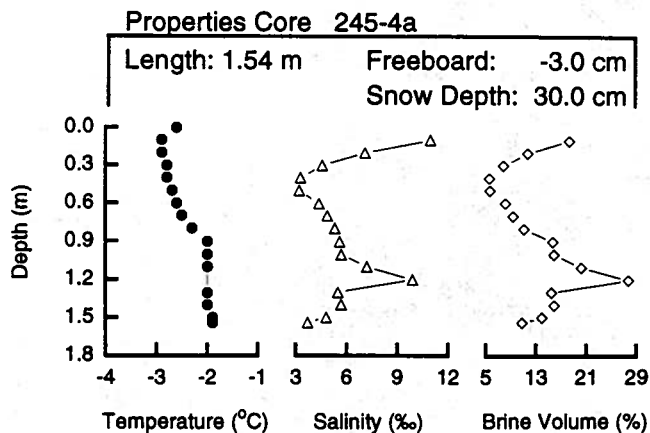 Properties Core 245-4a
Length: 1.54 m Freeboard: -3.0 cm
Snow Depth: 30.0 cm
0.0
0.3
0.6
0.9
1.2
1.5
1.8
Depth (m)
-4 -3 -2 -1 3 6 9 12 5 13 21 29
Temperature (°C) Salinity (‰) Brine Volume (%)